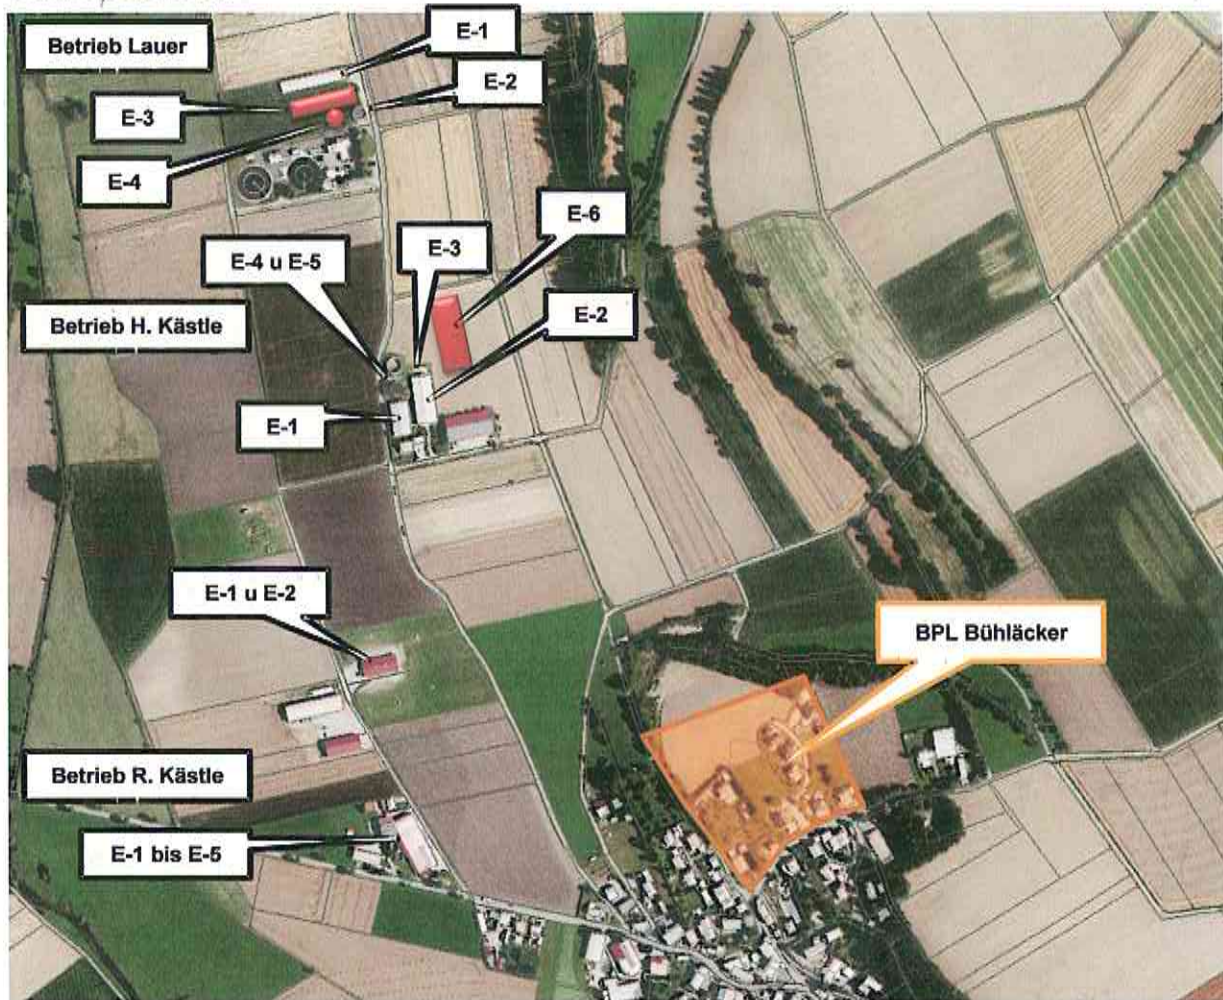 Betrieb Lauer
E-1
E-2
E-3
E-4
E-6
E-4 u E-5
E-3
Betrieb H. Kästle
E-2
E-1
E-1 u E-2
BPL Bühläcker
Betrieb R. Kästle
E-1 bis E-5